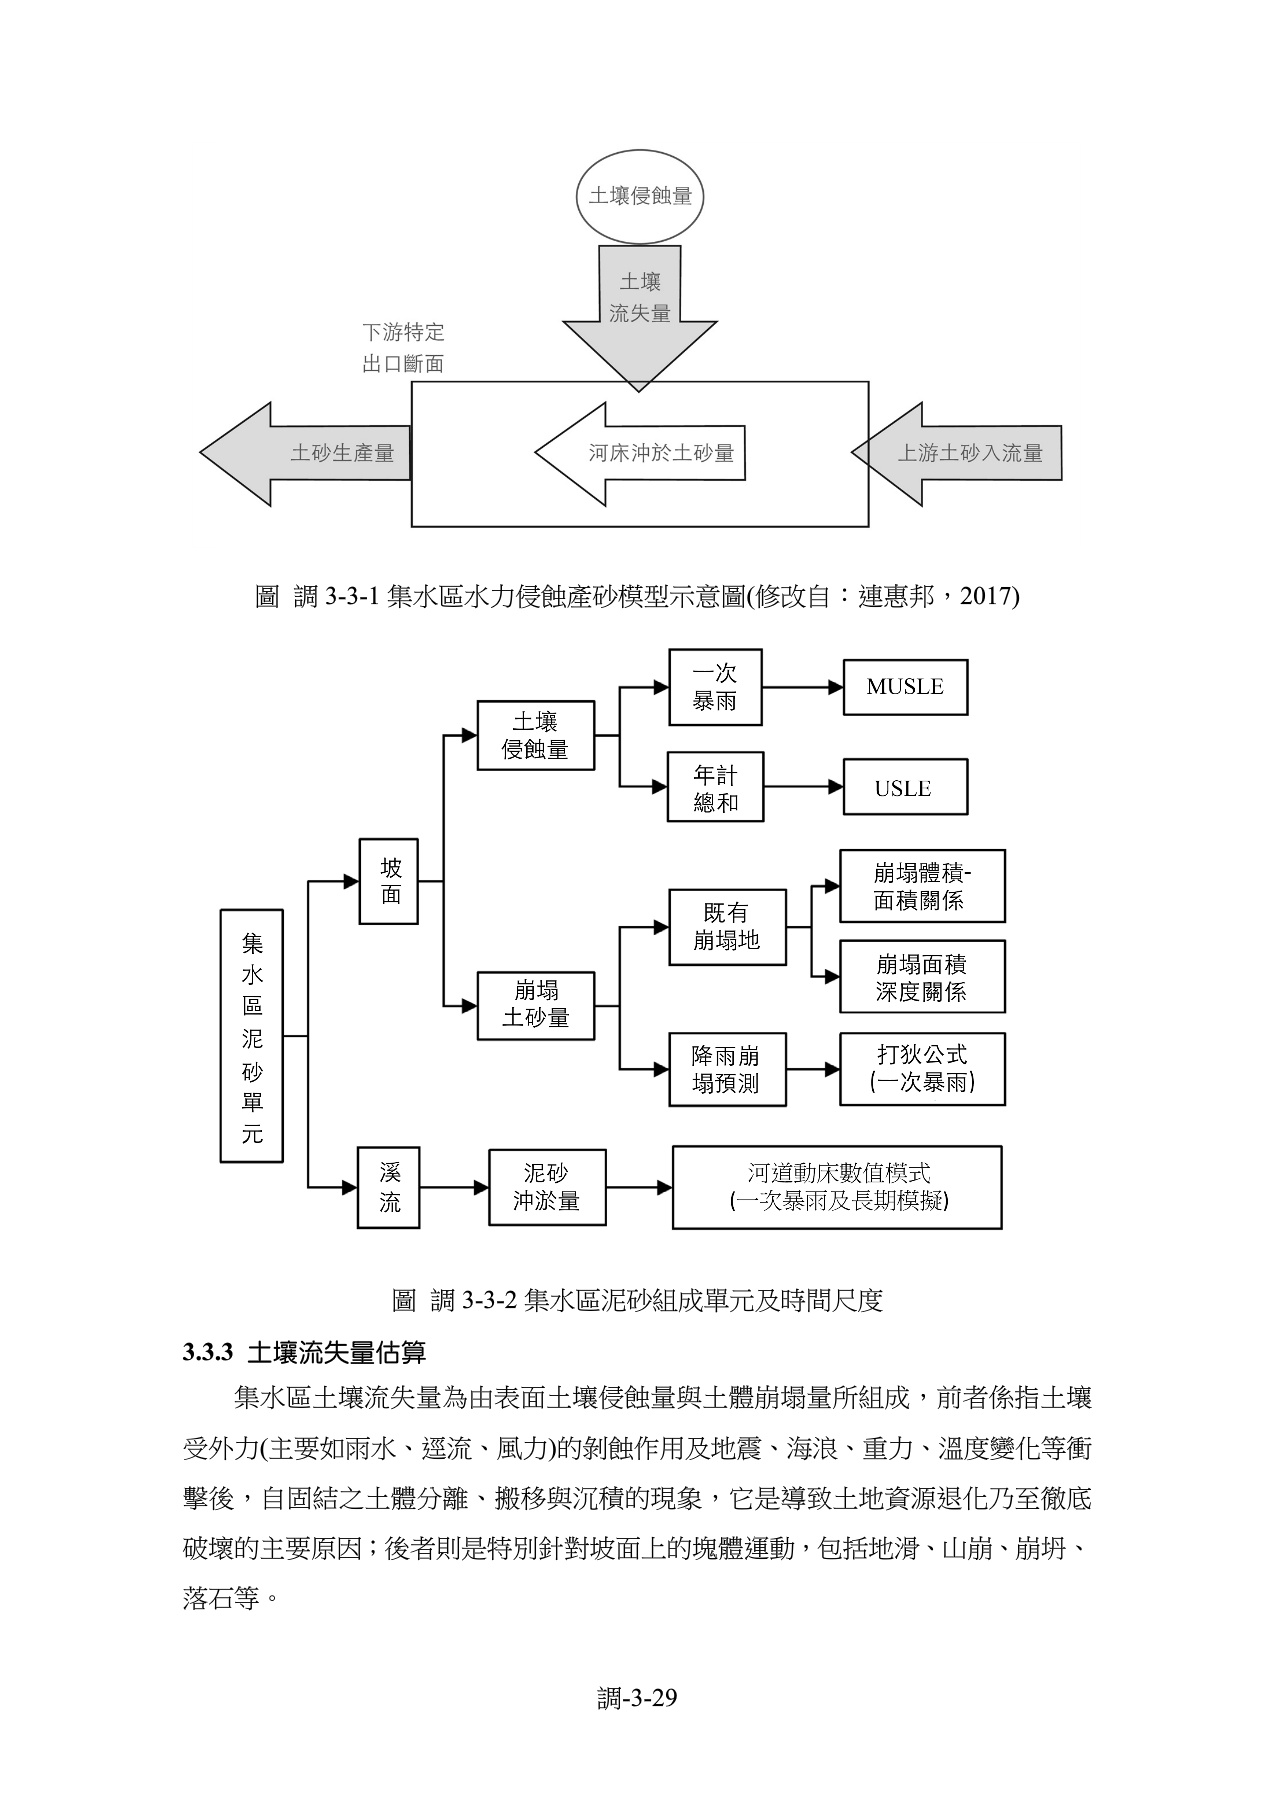 土壤侵蝕量
土壤
流失量
下游特定
出口斷面
土砂生產量
河床沖於土砂量
上游土砂入流量
圖 調 3-3-1 集水區水力侵蝕產砂模型示意圖(修改自：連惠邦，2017)
集水區泥砂單元
坡面
土壤
侵蝕量
一次
暴雨
MUSLE
年計
總和
USLE
崩塌
土砂量
既有
崩塌地
崩塌體積-
面積關係
崩塌面積
深度關係
降雨崩
塌預測
打狄公式
(一次暴雨)
溪流
泥砂
沖淤量
河道動床數值模式
(一次暴雨及長期模擬)
圖 調 3-3-2 集水區泥砂組成單元及時間尺度
3.3.3 土壤流失量估算
集水區土壤流失量為由表面土壤侵蝕量與土體崩塌量所組成，前者係指土壤
受外力(主要如雨水、逕流、風力)的剝蝕作用及地震、海浪、重力、溫度變化等衝
擊後，自固結之土體分離、搬移與沉積的現象，它是導致土地資源退化乃至徹底
破壞的主要原因；後者則是特別針對坡面上的塊體運動，包括地滑、山崩、崩坍、
落石等。
調-3-29